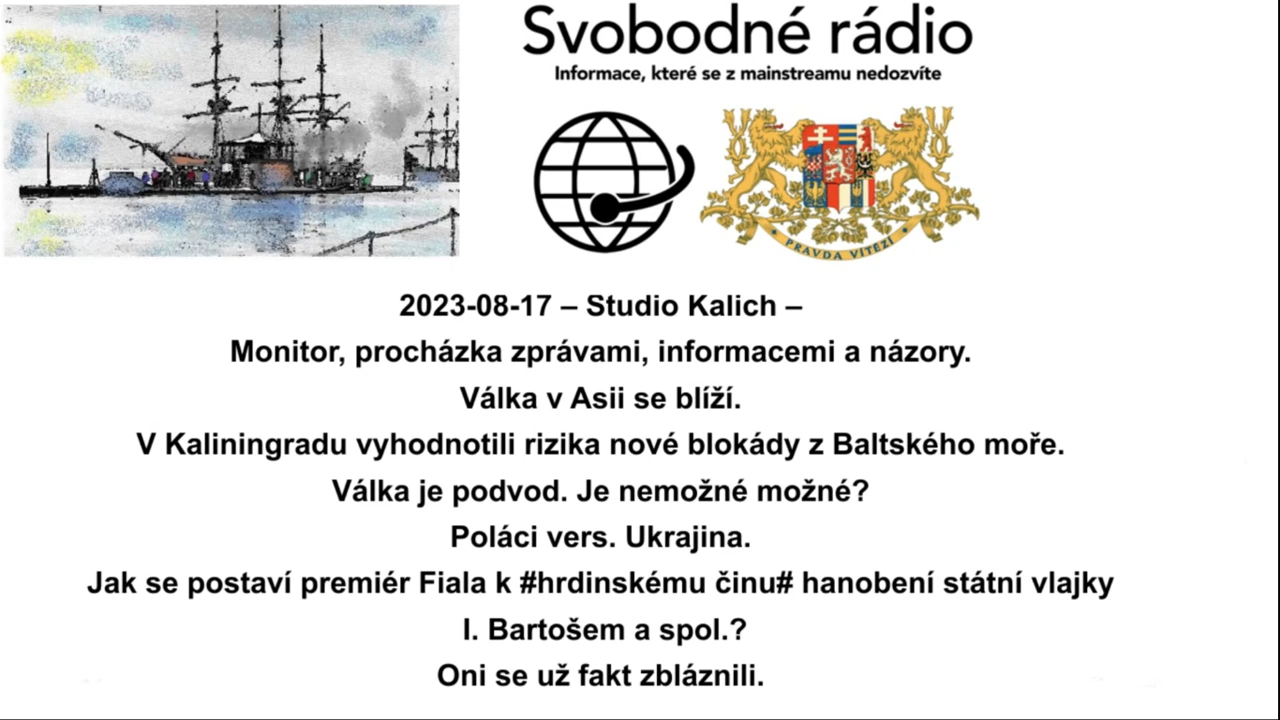 Svobodné rádio
Informace, které se z mainstreamu nedozvíte
PRAVDA VÍTĚZÍ
2023-08-17 – Studio Kalich –
Monitor, procházka zprávami, informacemi a názory.
Válka v Asii se blíží.
V Kaliningradu vyhodnotili rizika nové blokády z Baltského moře.
Válka je podvod. Je nemožné možné?
Poláci vers. Ukrajina.
Jak se postaví premiér Fiala k #hrdinskému činu# hanobení státní vlajky
I. Bartošem a spol.?
Oni se už fakt zbláznili.